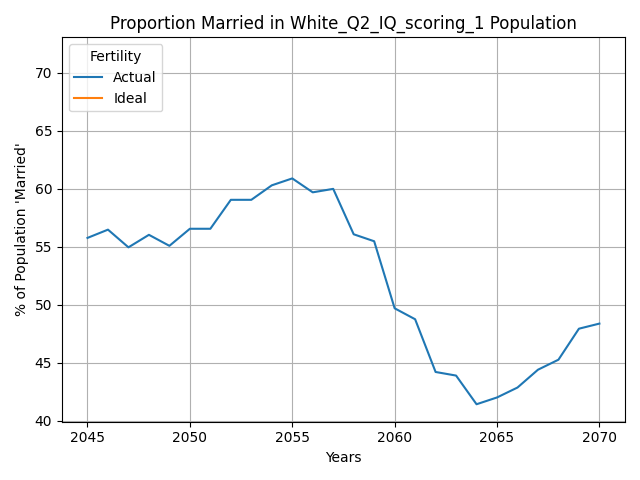 Proportion Married in White_Q2_IQ_scoring_1 Population
Fertility
Actual
Ideal
% of Population 'Married'
70
65
60
55
50
45
40
2045
2050
2055
2060
2065
2070
Years